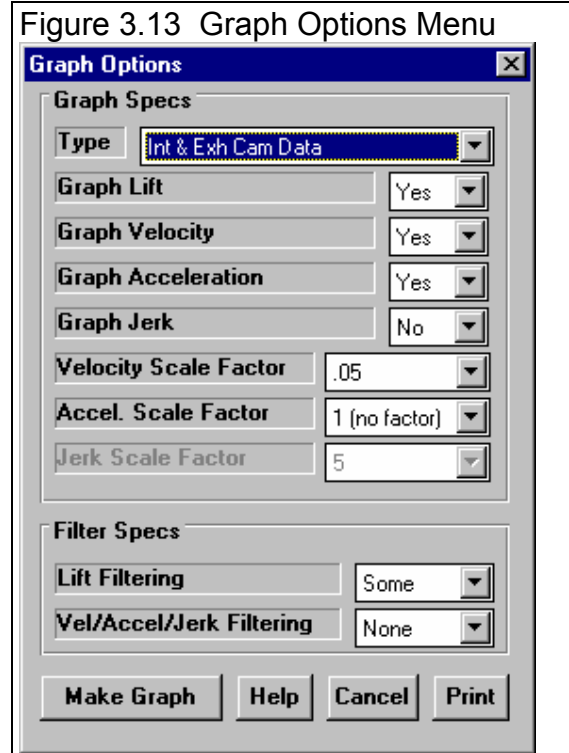 Figure 3.13 Graph Options Menu
Graph Options
Graph Specs
Type Int & Exh Cam Data
Graph Lift Yes
Graph Velocity Yes
Graph Acceleration Yes
Graph Jerk No
Velocity Scale Factor .05
Accel. Scale Factor 1 (no factor)
Jerk Scale Factor 5
Filter Specs
Lift Filtering Some
Vel/Accel/Jerk Filtering None
Make Graph Help Cancel Print